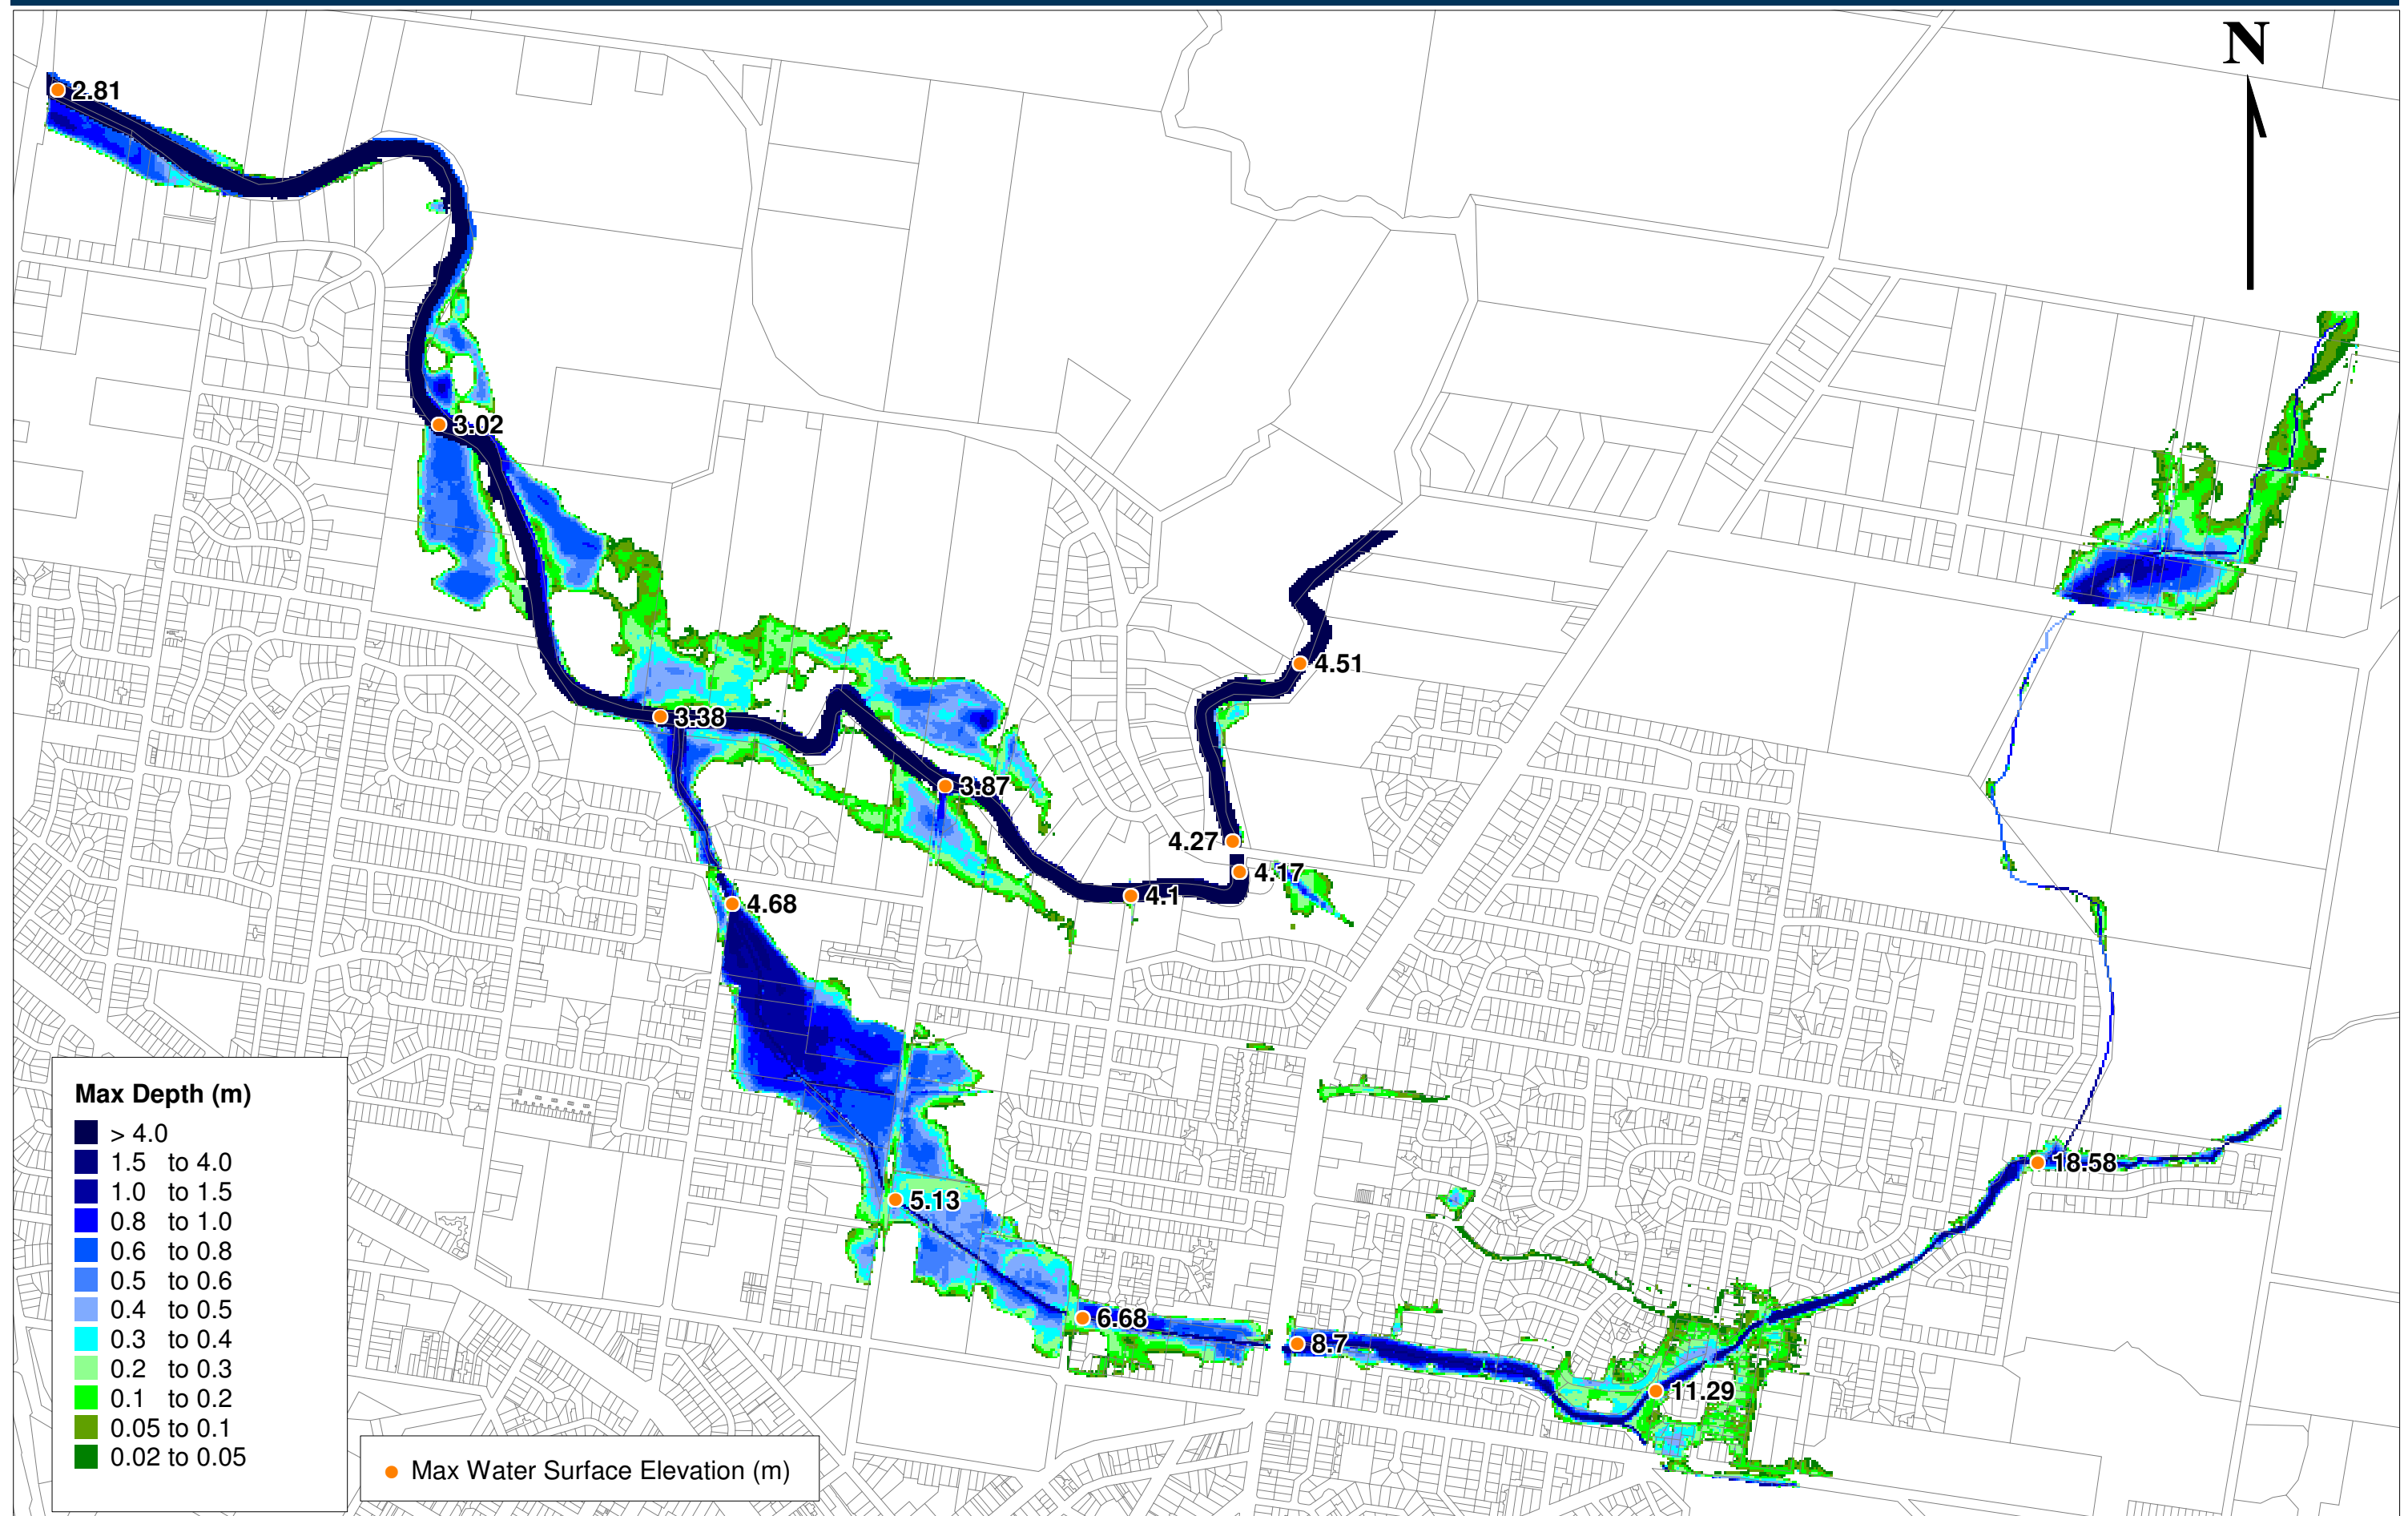 N
2.81
3.02
4.51
3.38
3.87
4.27
4.17
4.1
4.68
18.58
5.13
6.68
8.7
11.29
Max Depth (m)
> 4.0
1.5 to 4.0
1.0 to 1.5
0.8 to 1.0
0.6 to 0.8
0.5 to 0.6
0.4 to 0.5
0.3 to 0.4
0.2 to 0.3
0.1 to 0.2
0.05 to 0.1
0.02 to 0.05
Max Water Surface Elevation (m)